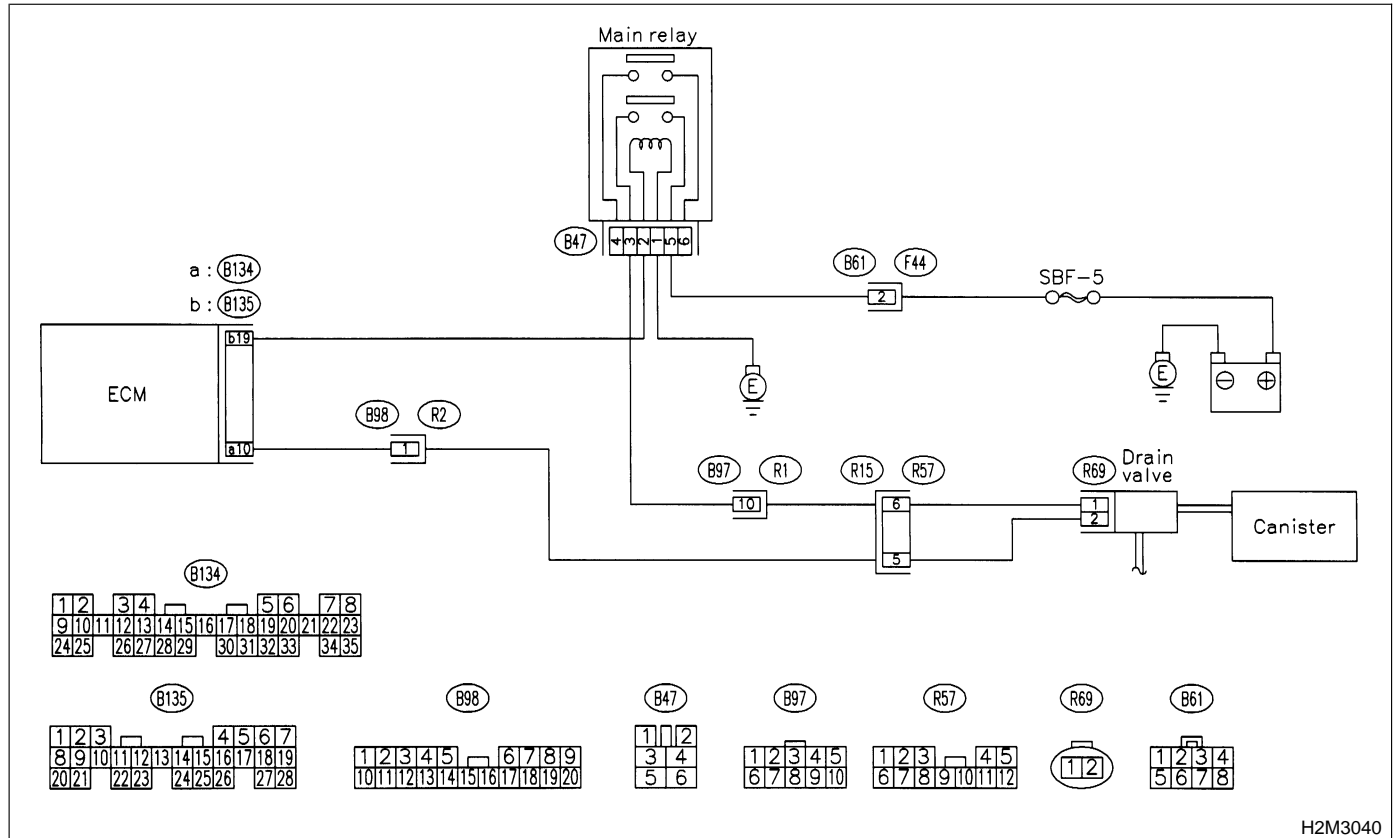 Main relay
B47
4 3 2 1 5 6
B61 F44
SBF-5
2
a : B134
b : B135
b19
ECM
a10
E
E
⊖ ⊕
B98 R2
1
B97 R1
10
R15 R57
6
5
R69
Drain
valve
1
2
Canister
B134
1 2 3 4 5 6 7 8
9 10 11 12 13 14 15 16 17 18 19 20 21 22 23
24 25 26 27 28 29 30 31 32 33 34 35
B135
1 2 3 4 5 6 7
8 9 10 11 12 13 14 15 16 17 18 19
20 21 22 23 24 25 26 27 28
B98
1 2 3 4 5 6 7 8 9
10 11 12 13 14 15 16 17 18 19 20
B47
1 2
3 4
5 6
B97
1 2 3 4 5
6 7 8 9 10
R57
1 2 3 4 5
6 7 8 9 10 11 12
R69
1 2
B61
1 2 3 4
5 6 7 8
H2M3040